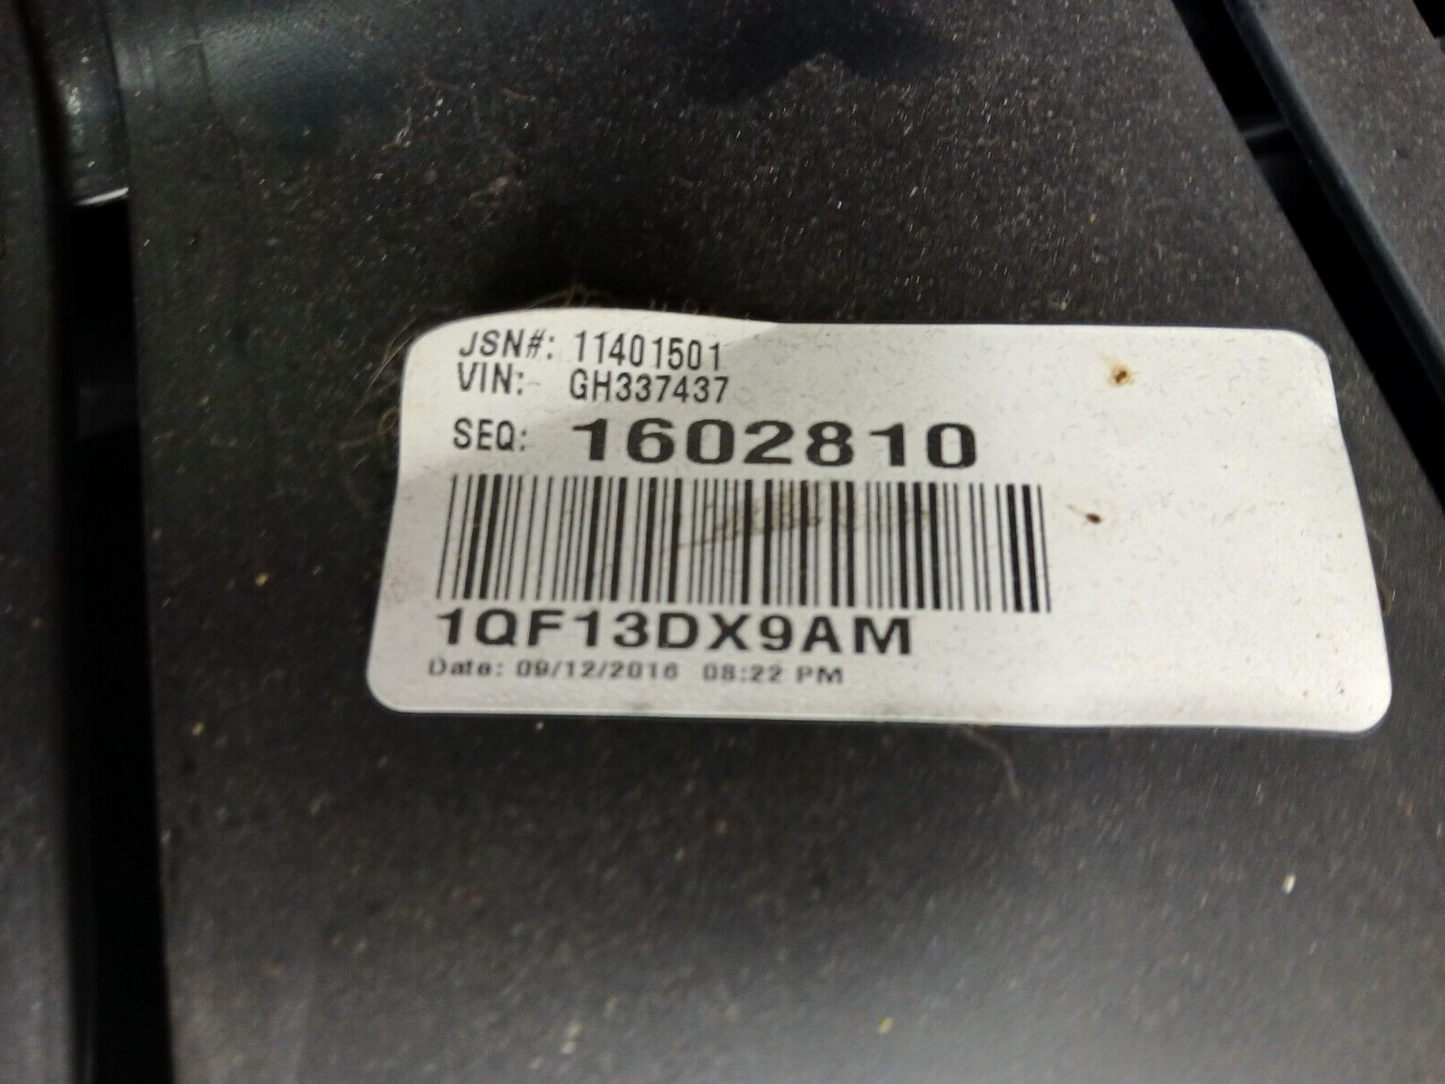 JSN#: 11401501
VIN: GH337437
SEQ: 1602810
1QF13DX9AM
Date: 09/12/2016 08:22 PM